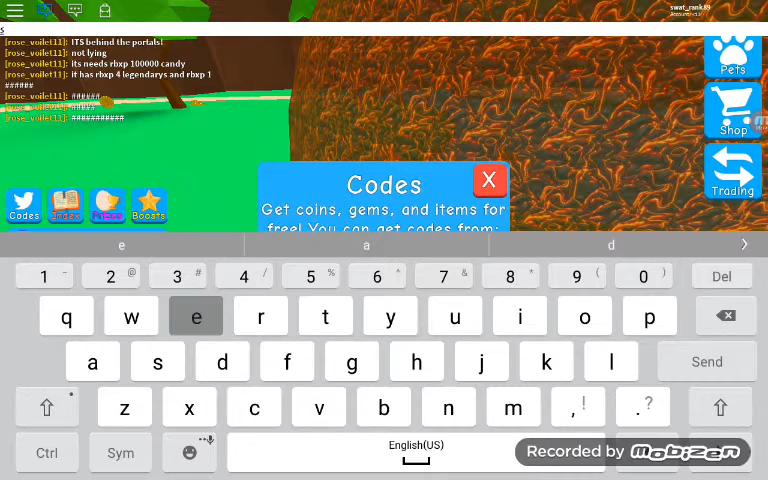 swat_rank89
s
[rose_voilet11]: ITS behind the portals!
[rose_voilet11]: not lying
[rose_voilet11]: its needs rbxp 100000 candy
[rose_voilet11]: it has rbxp 4 legendarys and rbxp 1
######
[rose_voilet11]: ######
[rose_voilet11]: #####
[rose_voilet11]: ###########
Pets
Shop
Trading
Codes
Get coins, gems, and items for
free! You can get codes from:
X
Codes Index Prizes Boosts
e a d
1 - 2 @ 3 # 4 / 5 % 6 ^ 7 & 8 * 9 ( 0 ) Del
q w e r t y u i o p
a s d f g h j k l Send
z x c v b n m , ! . ?
Ctrl Sym English(US)
Recorded by mobizen